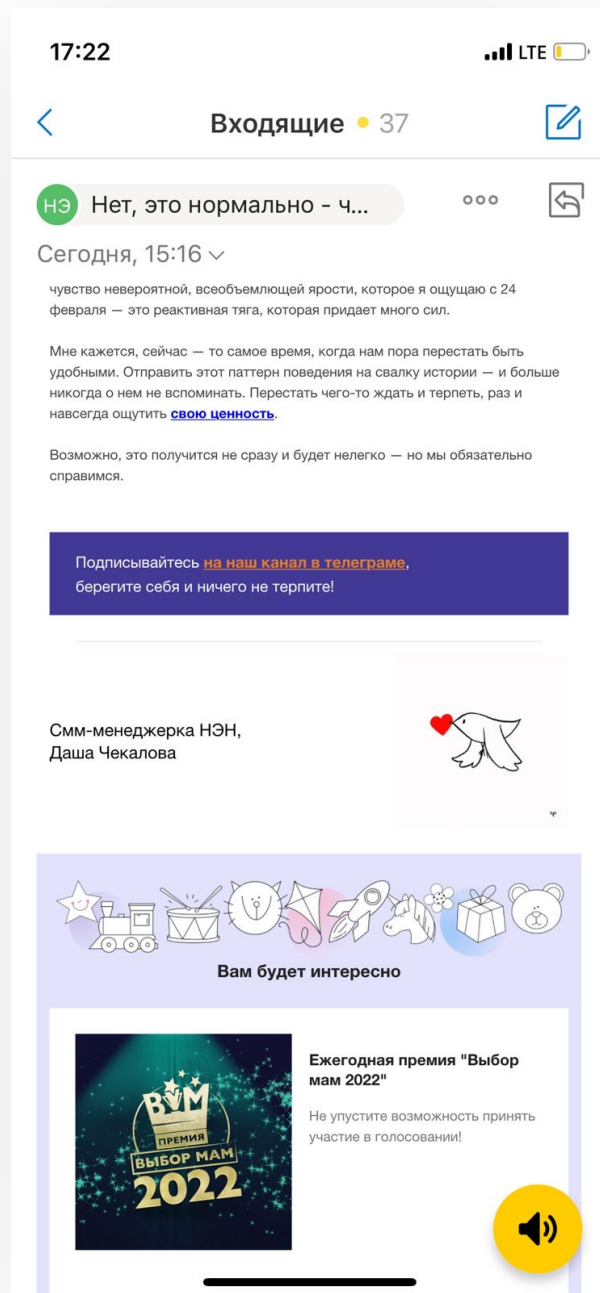 17:22
LTE
Входящие • 37
НЭ
Нет, это нормально - ч...
Сегодня, 15:16
чувство невероятной, всеобъемлющей ярости, которое я ощущаю с 24
февраля — это реактивная тяга, которая придает много сил.
Мне кажется, сейчас — то самое время, когда нам пора перестать быть
удобными. Отправить этот паттерн поведения на свалку истории — и больше
никогда о нем не вспоминать. Перестать чего-то ждать и терпеть, раз и
навсегда ощутить свою ценность.
Возможно, это получится не сразу и будет нелегко — но мы обязательно
справимся.
Подписывайтесь на наш канал в телеграме,
берегите себя и ничего не терпите!
Смм-менеджерка НЭН,
Даша Чекалова
Вам будет интересно
ВМ
ПРЕМИЯ
ВЫБОР МАМ
2022
Ежегодная премия "Выбор
мам 2022"
Не упустите возможность принять
участие в голосовании!